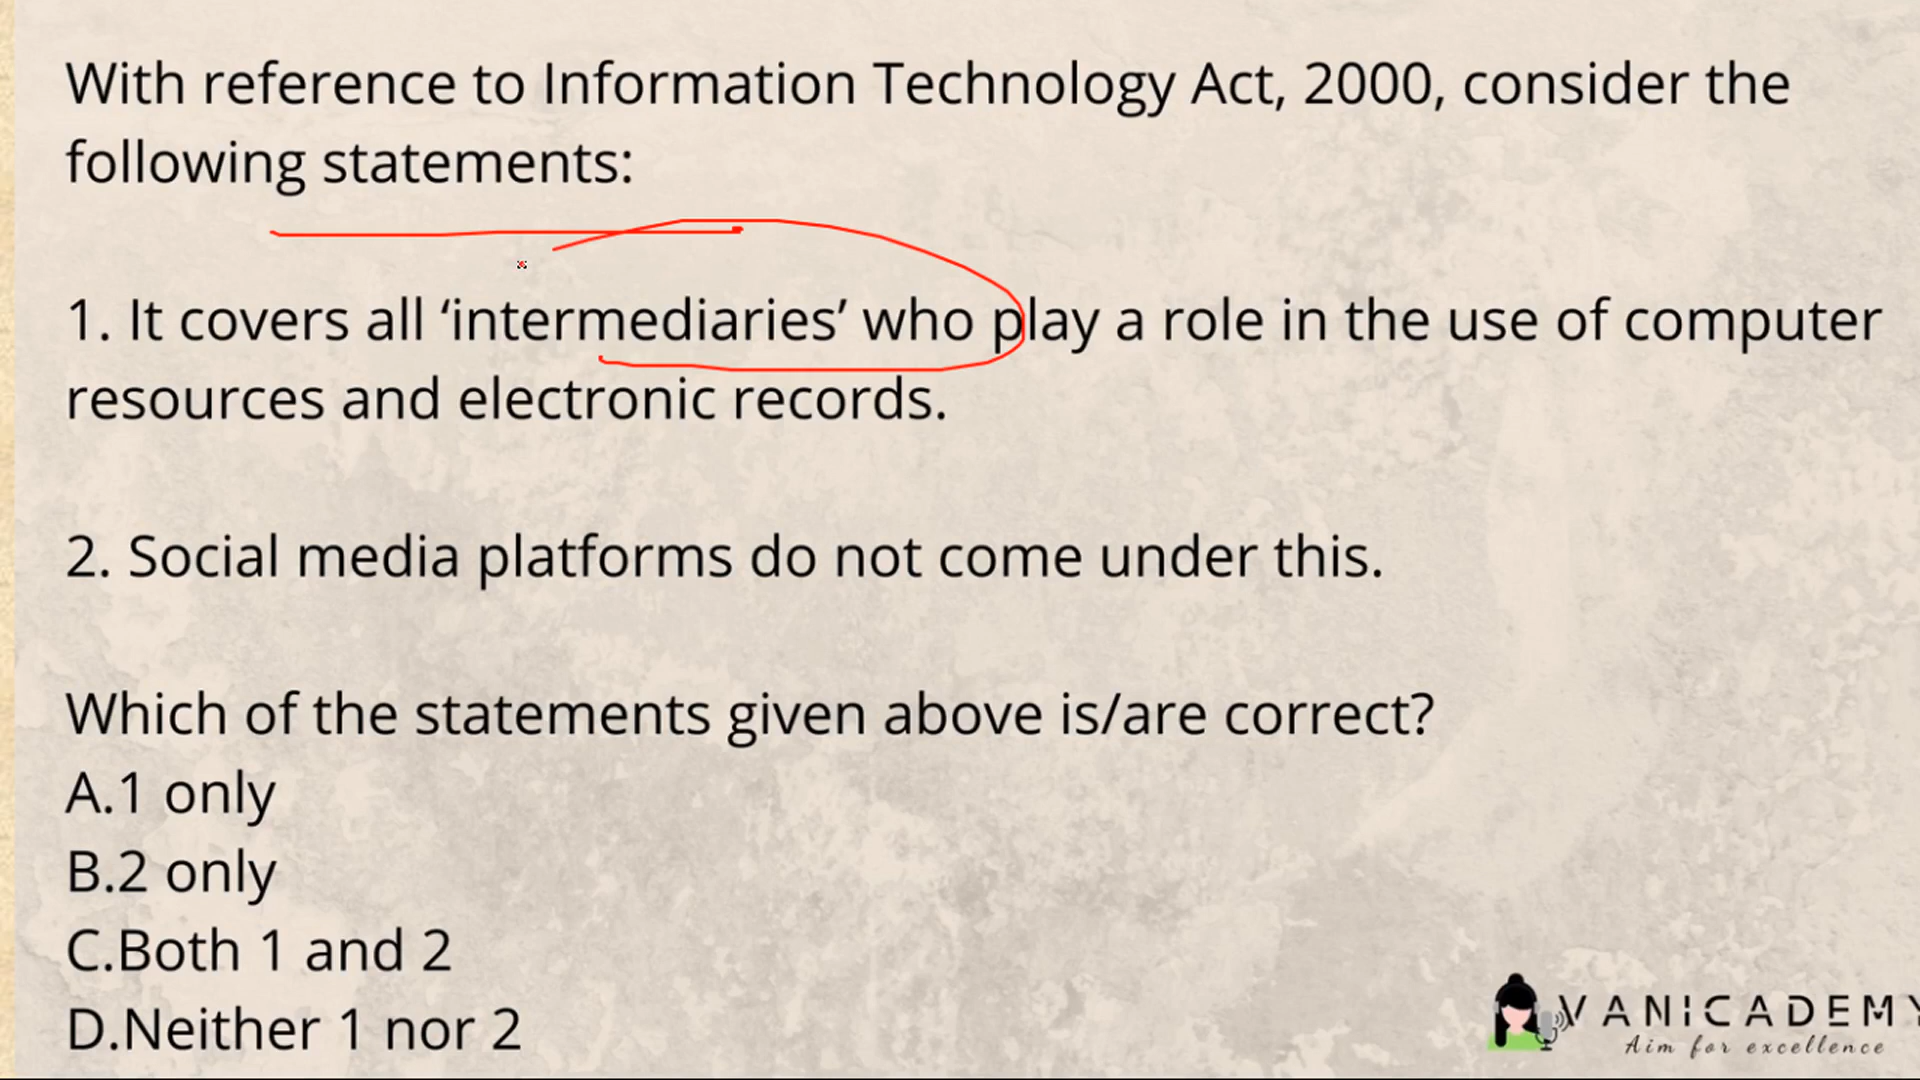 With reference to Information Technology Act, 2000, consider the
following statements:
1. It covers all ‘intermediaries’ who play a role in the use of computer
resources and electronic records.
2. Social media platforms do not come under this.
Which of the statements given above is/are correct?
A.1 only
B.2 only
C.Both 1 and 2
D.Neither 1 nor 2
VANICADEMY
Aim for excellence